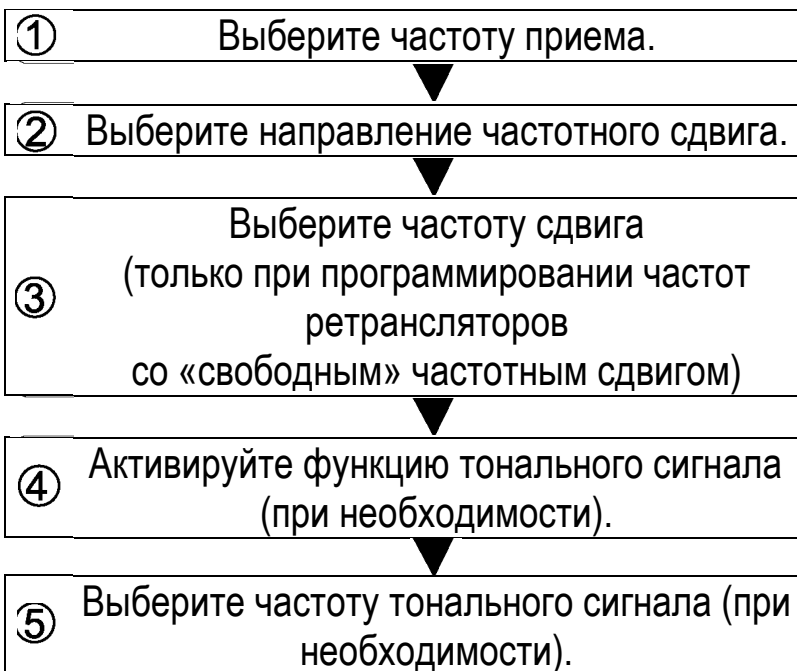 ① Выберите частоту приема.
② Выберите направление частотного сдвига.
③ Выберите частоту сдвига
(только при программировании частот
ретрансляторов
со «свободным» частотным сдвигом)
④ Активируйте функцию тонального сигнала
(при необходимости).
⑤ Выберите частоту тонального сигнала (при
необходимости).